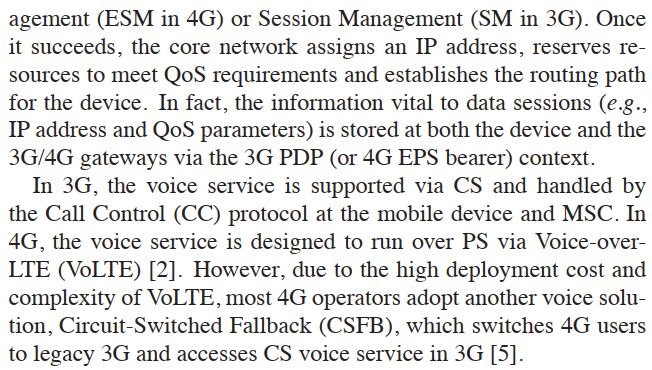 agement (ESM in 4G) or Session Management (SM in 3G). Once
it succeeds, the core network assigns an IP address, reserves re-
sources to meet QoS requirements and establishes the routing path
for the device. In fact, the information vital to data sessions (e.g.,
IP address and QoS parameters) is stored at both the device and the
3G/4G gateways via the 3G PDP (or 4G EPS bearer) context.
In 3G, the voice service is supported via CS and handled by
the Call Control (CC) protocol at the mobile device and MSC. In
4G, the voice service is designed to run over PS via Voice-over-
LTE (VoLTE) [2]. However, due to the high deployment cost and
complexity of VoLTE, most 4G operators adopt another voice solu-
tion, Circuit-Switched Fallback (CSFB), which switches 4G users
to legacy 3G and accesses CS voice service in 3G [5].